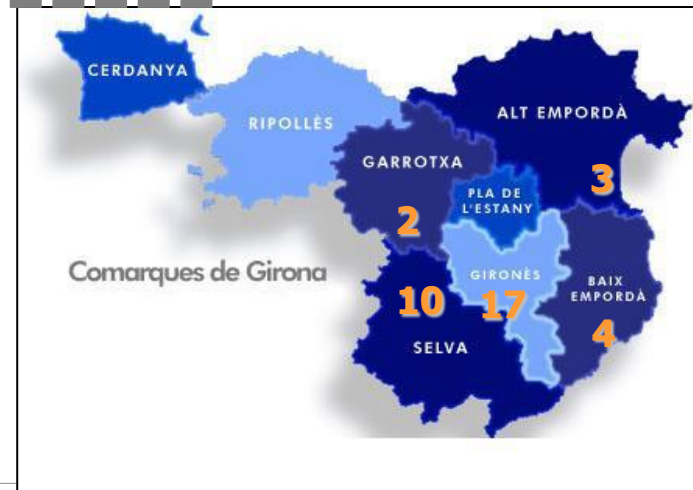 CERDANYA
RIPOLLÈS
ALT EMPORDÀ
GARROTXA
3
PLA DE
L'ESTANY
2
Comarques de Girona
GIRONÈS
BAIX
EMPORDÀ
10
17
4
SELVA